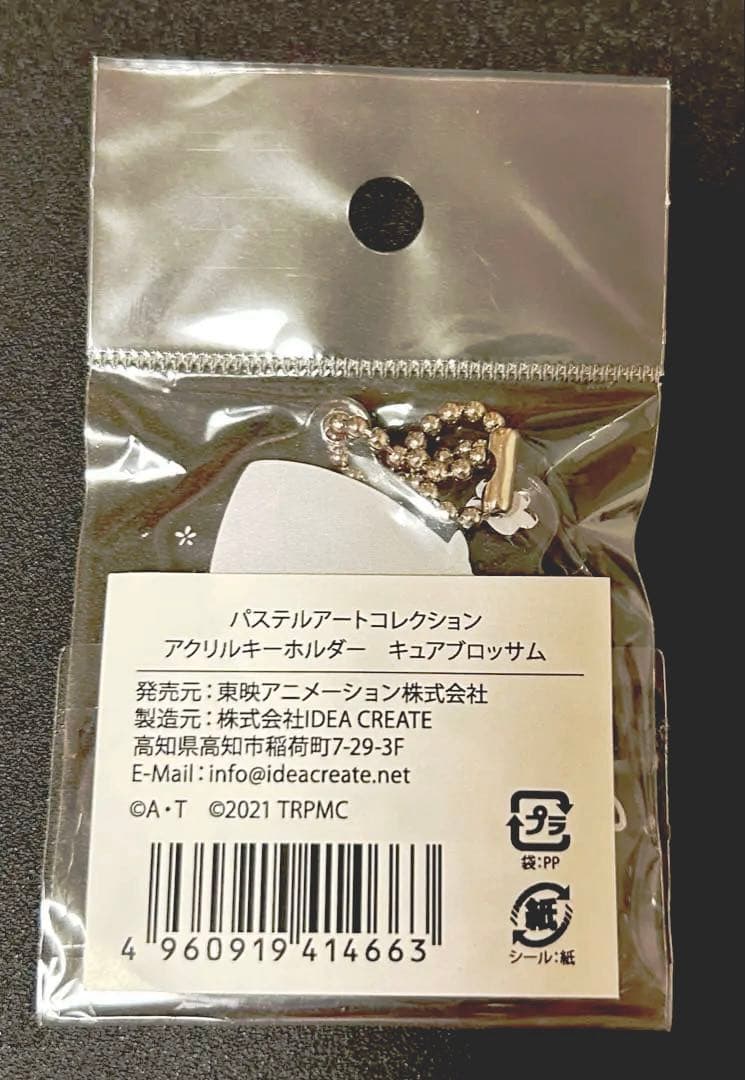 パステルアートコレクション
アクリルキーホルダー　キュアブロッサム
発売元：東映アニメーション株式会社
製造元：株式会社IDEA CREATE
高知県高知市稲荷町7-29-3F
E-Mail：info@ideacreate.net
©A・T　©2021 TRPMC
プラ
袋：PP
紙
シール：紙
4 960919 414663